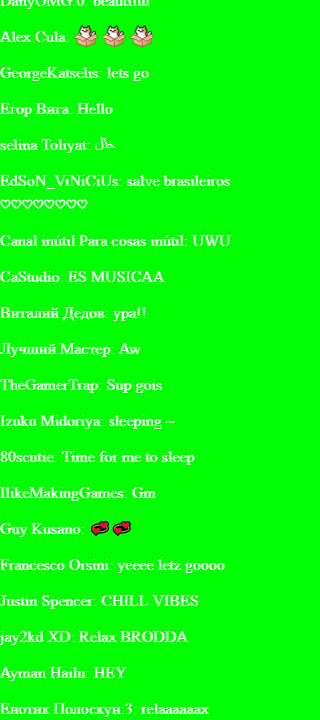 DanyOMG:0: beautiful
Alex Cula:
GeorgeKatselis: lets go
Егор Вига: Hello
selina Toliyat:
EdSoN_ViNiCiUs: salve brasileiros
♡♡♡♡♡♡♡♡
Canal inútil Para cosas inútil: UWU
CaStudio: ES MUSICAA
Виталий Дедов: ура!!
Лучший Мастер: Aw
TheGamerTrap: Sup gois
Izuku Midoriya: sleeping ~
80scutie: Time for me to sleep
IlikeMakingGames: Gm
Guy Kusano: 💞💞
Francesco Orsini: yeeee letz goooo
Justin Spencer: CHILL VIBES
jay2kd XD: Relax BRODDA
Ayman Hailu: HEY
Енотик Полоскун:3: relaaaaaax